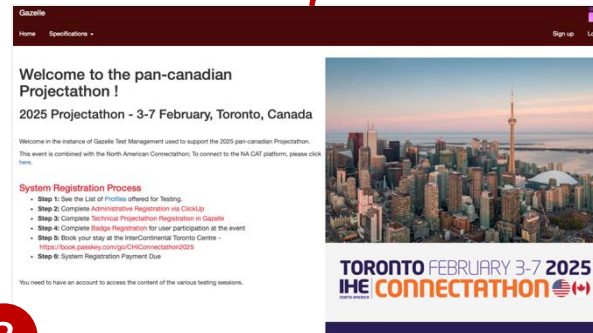 Gazelle
Home Specifications
Sign up
Welcome to the pan-canadian
Projectathon !
2025 Projectathon - 3-7 February, Toronto, Canada
Welcome in the instance of Gazelle Test Management used to support the 2025 pan-canadian Projectathon.
This event is combined with the North American Connectathon; To connect to the NA CAT platform, please click
here.
System Registration Process
• Step 1: See the List of Profiles offered for Testing.
• Step 2: Complete Administrative Registration via ClickUp
• Step 3: Complete Technical Projectathon Registration in Gazelle
• Step 4: Complete Badge Registration for user participation at the event
• Step 5: Book your stay at the InterContinental Toronto Centre -
https://book.passkey.com/go/CHIConnectathon2025
• Step 6: System Registration Payment Due
You need to have an account to access the content of the various testing sessions.
TORONTO FEBRUARY 3-7 2025
IHE CONNECTATHON
NORTH AMERICA